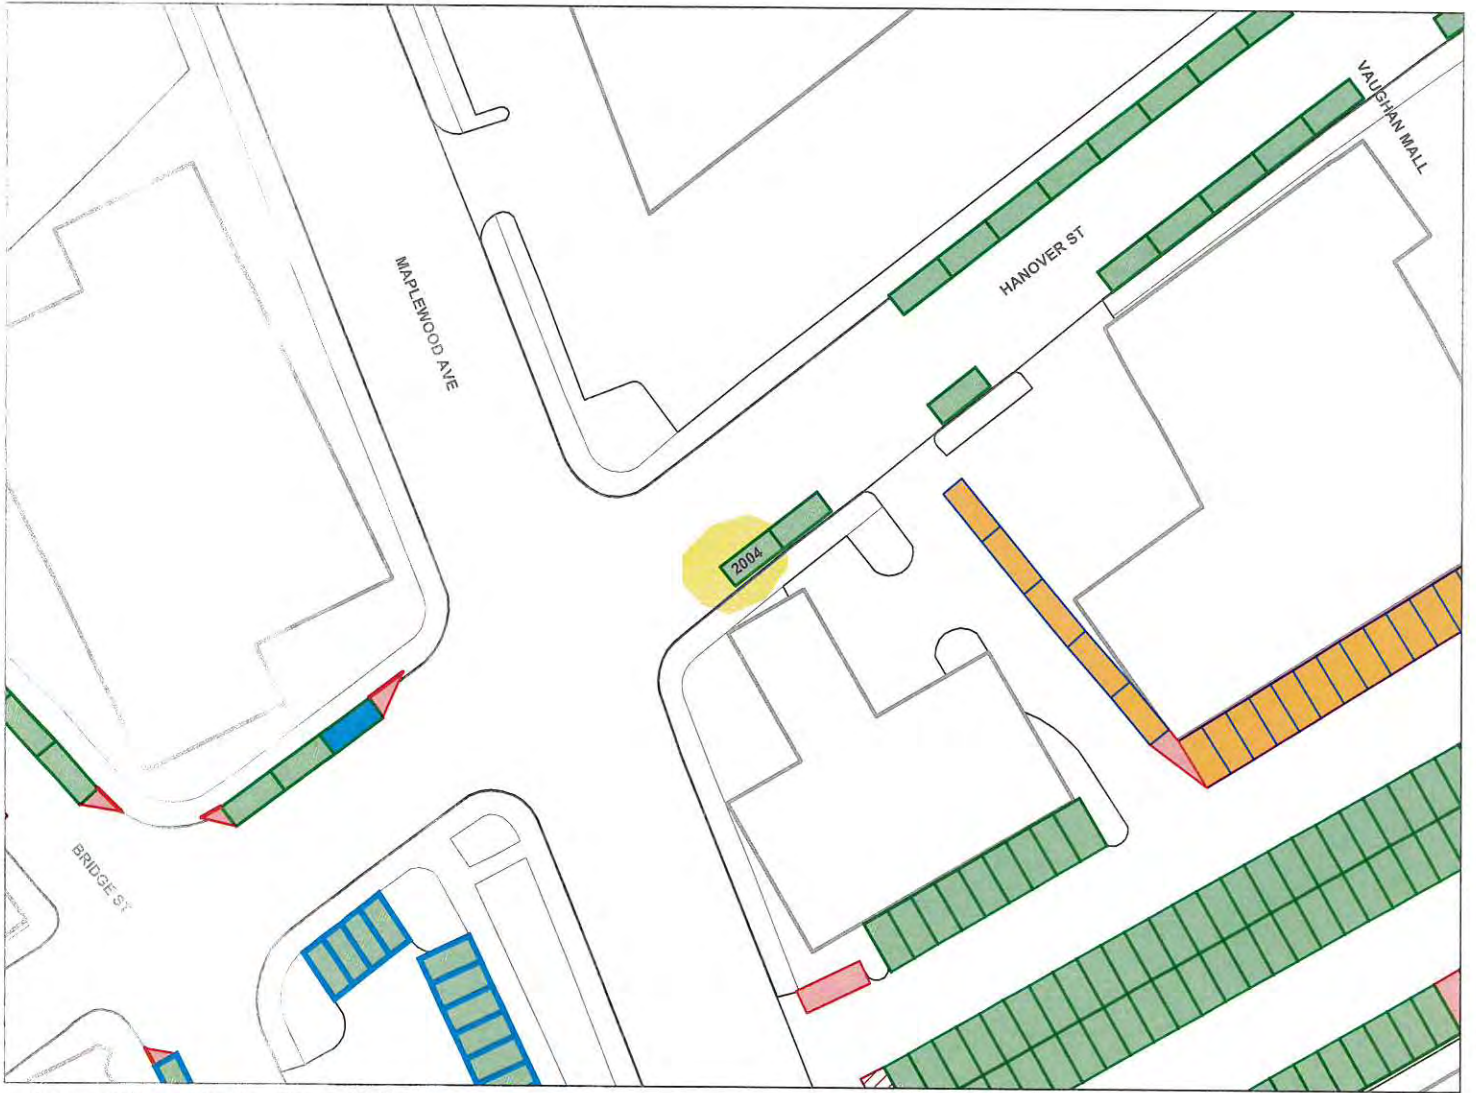 VAUGHAN MALL
HANOVER ST
MAPLEWOOD AVE
2004
BRIDGE ST